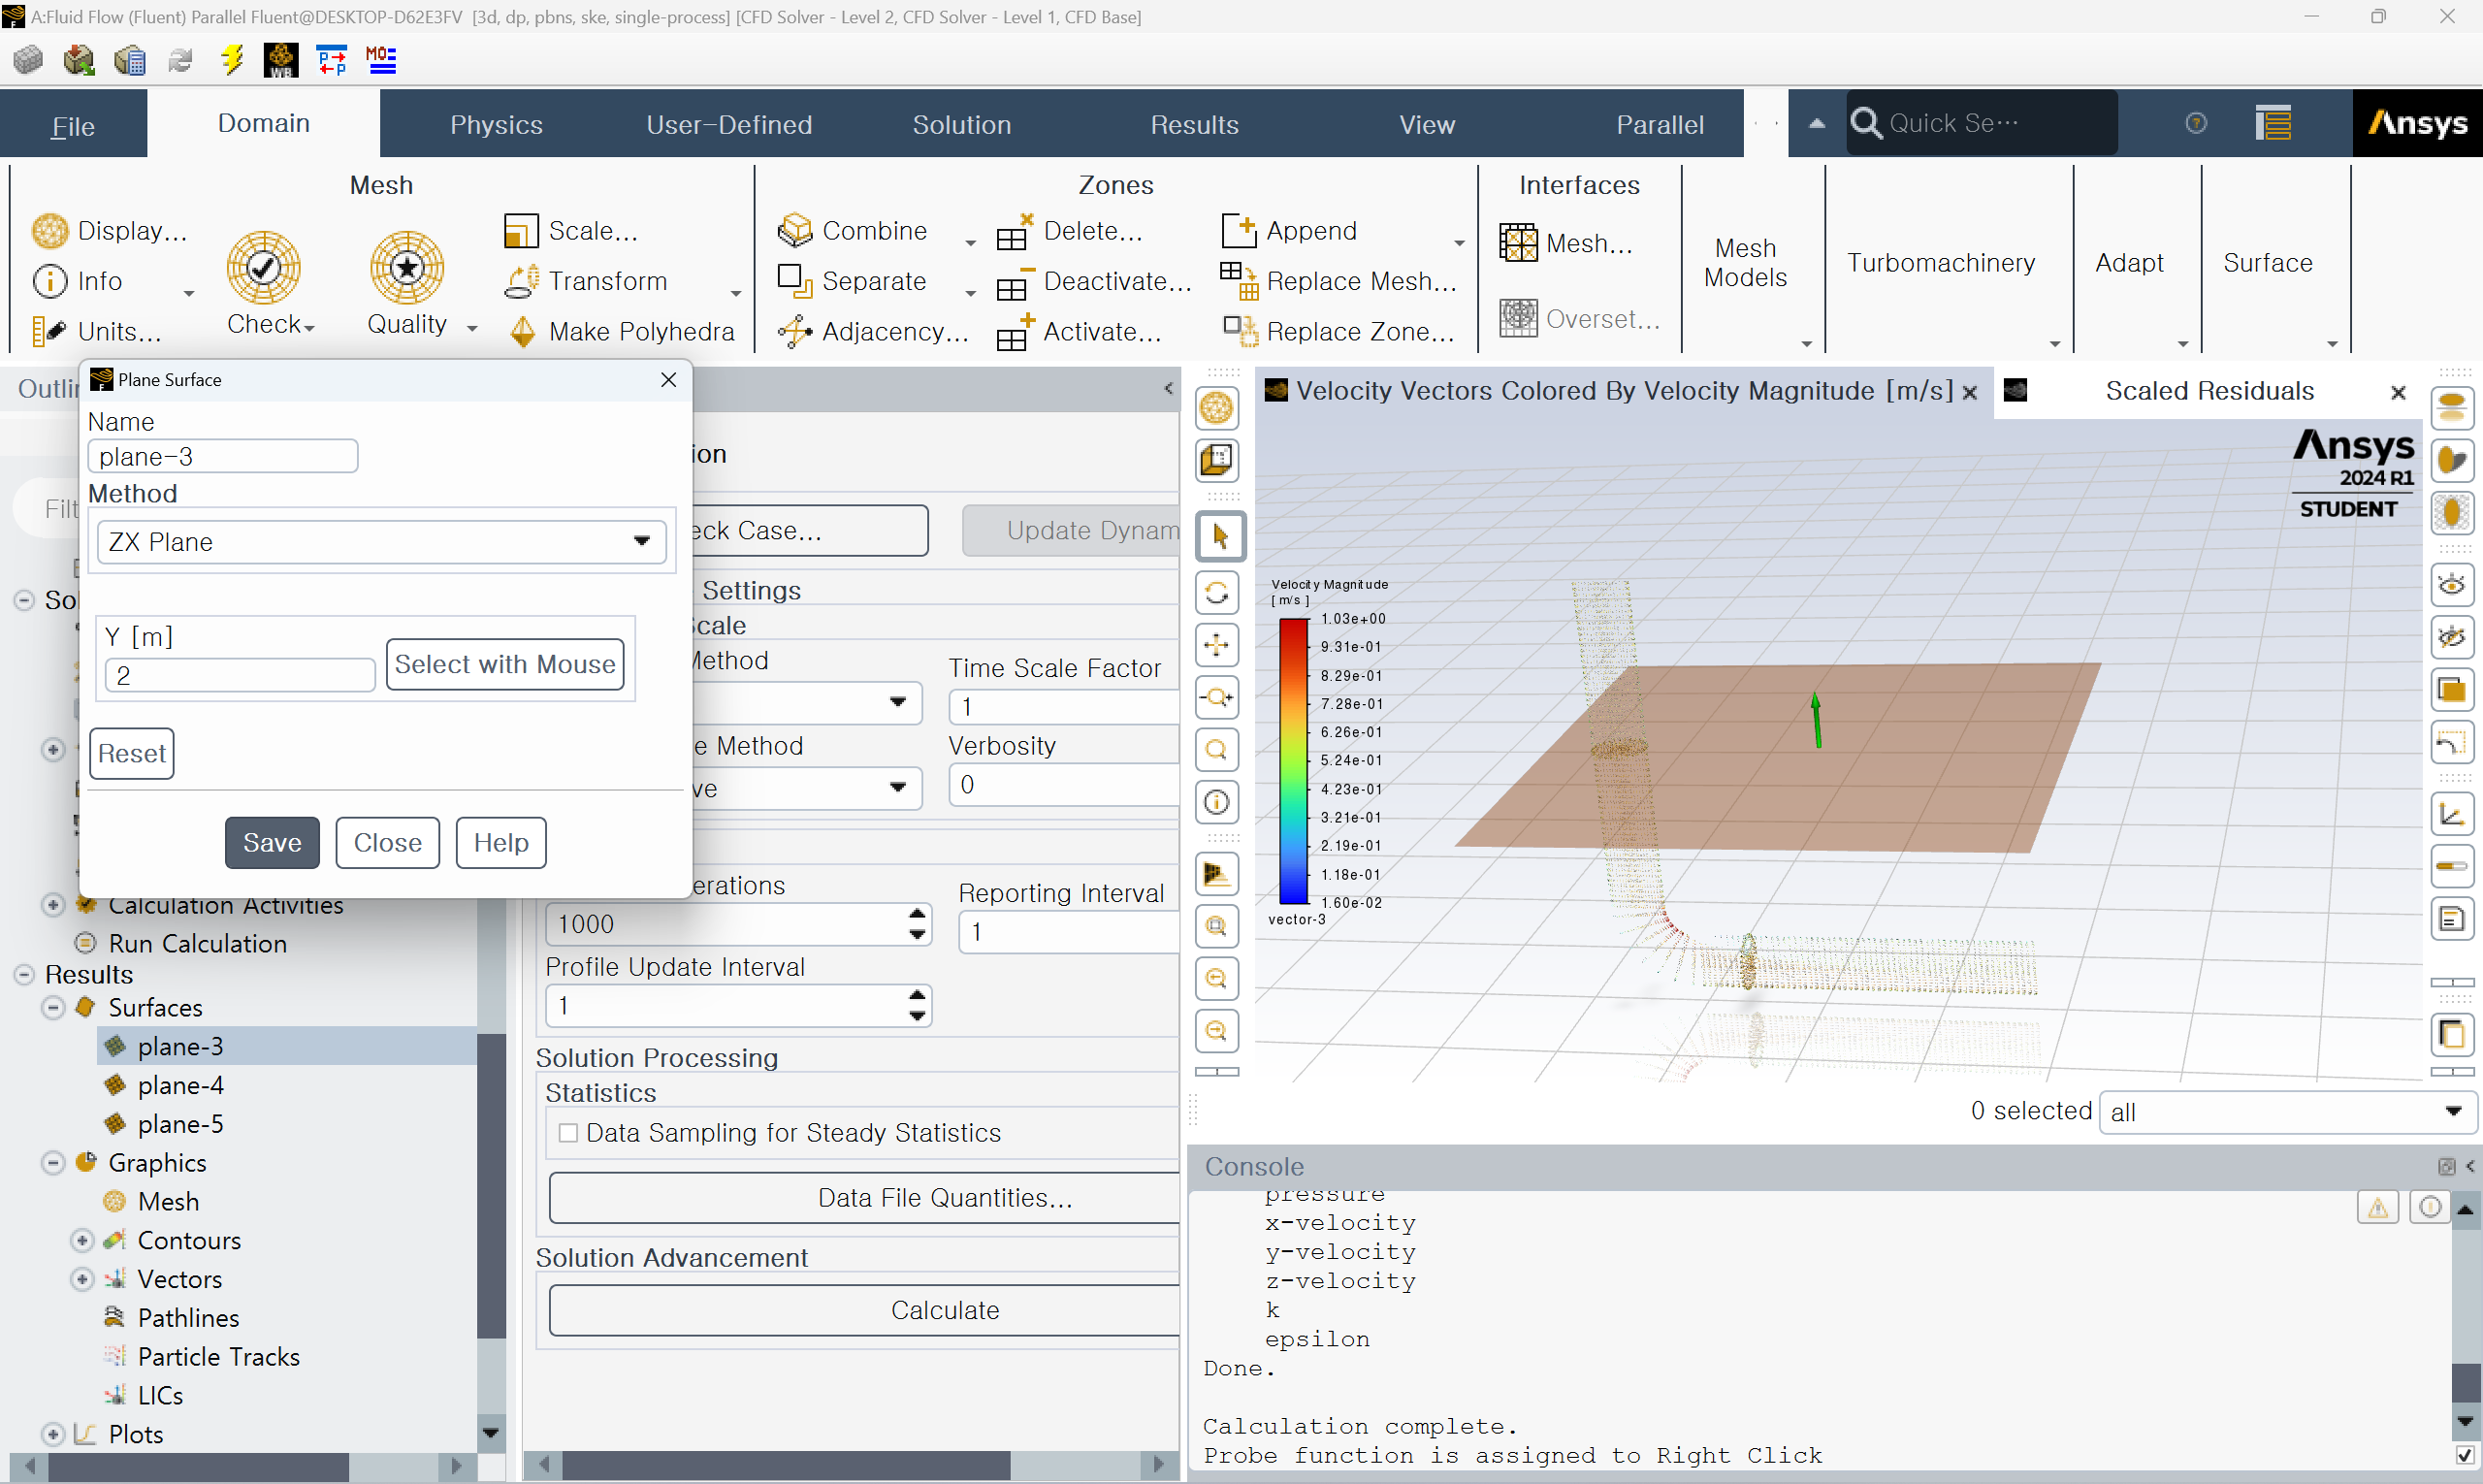 A:Fluid Flow (Fluent) Parallel Fluent@DESKTOP-D62E3FV [3d, dp, pbns, ske, single-process] [CFD Solver - Level 2, CFD Solver - Level 1, CFD Base]
WB
MO
File
Domain
Physics
User-Defined
Solution
Results
View
Parallel
Quick Se...
Ansys
Mesh
Display...
Info
Units...
Check
Quality
Scale...
Transform
Make Polyhedra
Zones
Combine
Separate
Adjacency...
Delete...
Deactivate...
Activate...
Append
Replace Mesh...
Replace Zone...
Interfaces
Mesh...
Overset...
Mesh
Models
Turbomachinery
Adapt
Surface
Plane Surface
Name
plane-3
Method
ZX Plane
Y [m]
2
Select with Mouse
Reset
Save
Close
Help
Calculation Activities
Run Calculation
Results
Surfaces
plane-3
plane-4
plane-5
Graphics
Mesh
Contours
Vectors
Pathlines
Particle Tracks
LICs
Plots
Case...
Settings
Method
Time Scale Factor
1
Method
Verbosity
0
Reporting Interval
1000
1
Profile Update Interval
1
Solution Processing
Statistics
Data Sampling for Steady Statistics
Data File Quantities...
Solution Advancement
Calculate
Velocity Vectors Colored By Velocity Magnitude [m/s]
Scaled Residuals
Ansys
2024 R1
STUDENT
Velocity Magnitude
[ m/s ]
1.03e+00
9.31e-01
8.29e-01
7.28e-01
6.26e-01
5.24e-01
4.23e-01
3.21e-01
2.19e-01
1.18e-01
1.60e-02
vector-3
0 selected
all
Console
pressure
x-velocity
y-velocity
z-velocity
k
epsilon
Done.
Calculation complete.
Probe function is assigned to Right Click